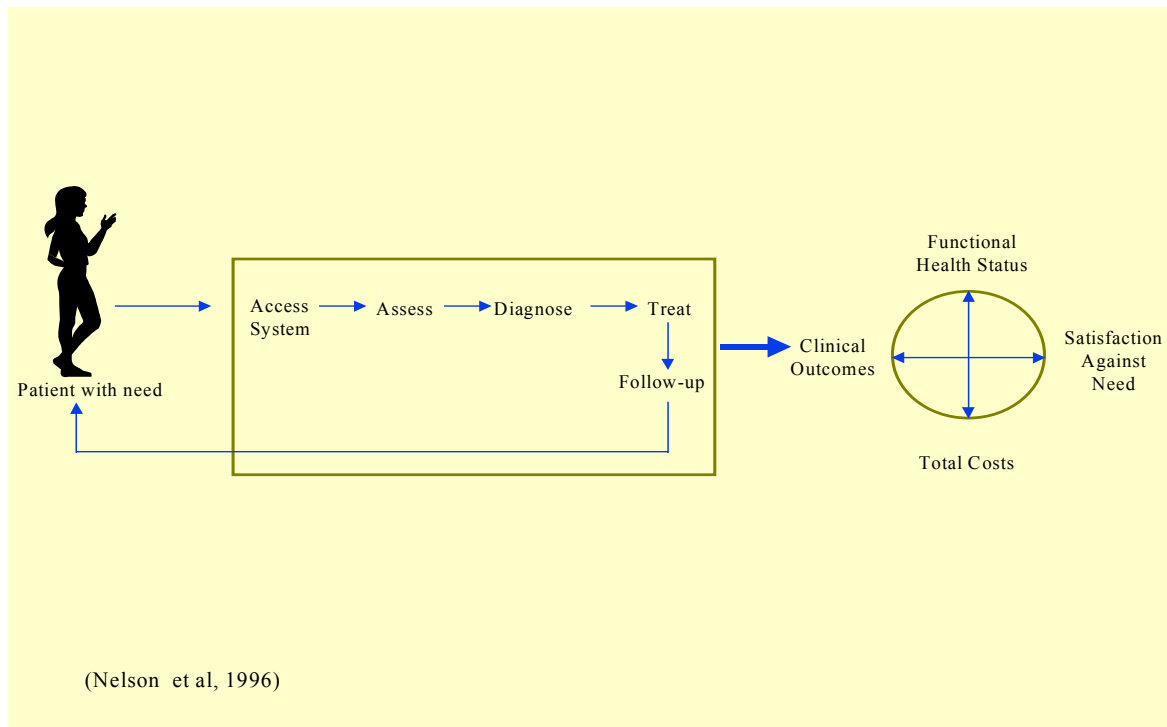 Patient with need
Access
System
Assess
Diagnose
Treat
Follow-up
Clinical
Outcomes
Functional
Health Status
Satisfaction
Against
Need
Total Costs
(Nelson et al, 1996)